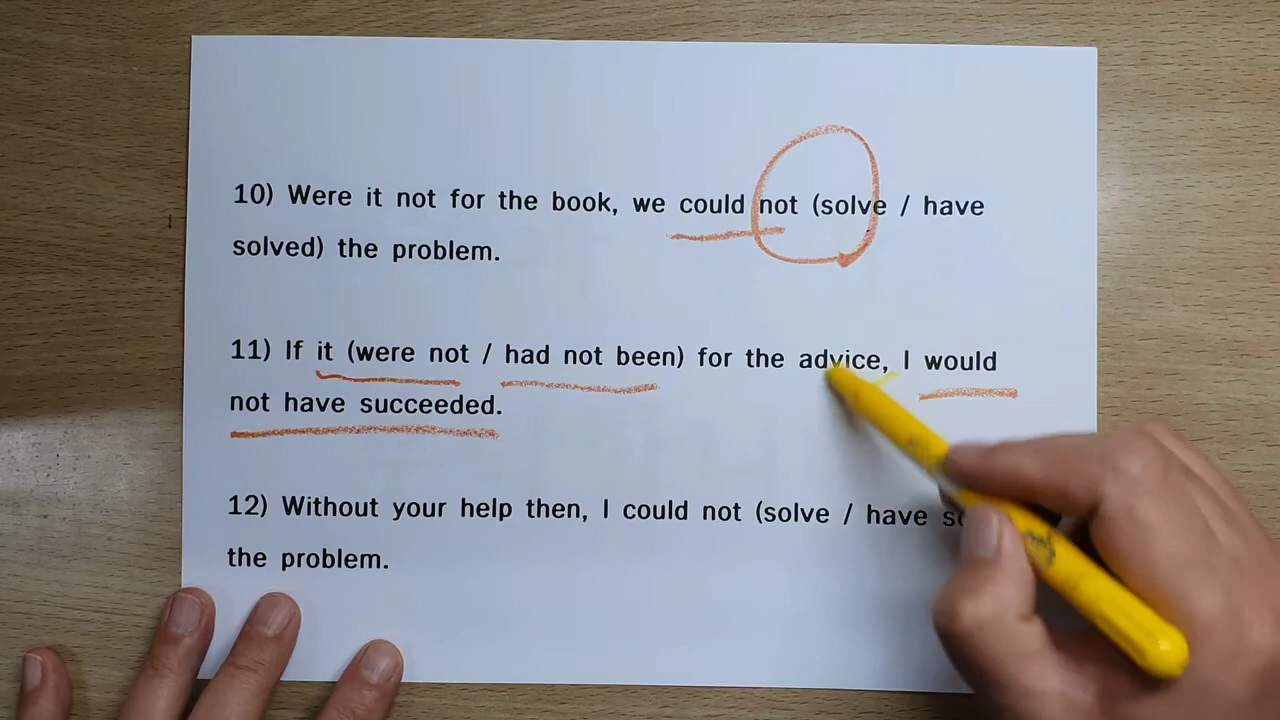 10) Were it not for the book, we could not (solve / have
solved) the problem.
11) If it (were not / had not been) for the advice, I would
not have succeeded.
12) Without your help then, I could not (solve / have
the problem.